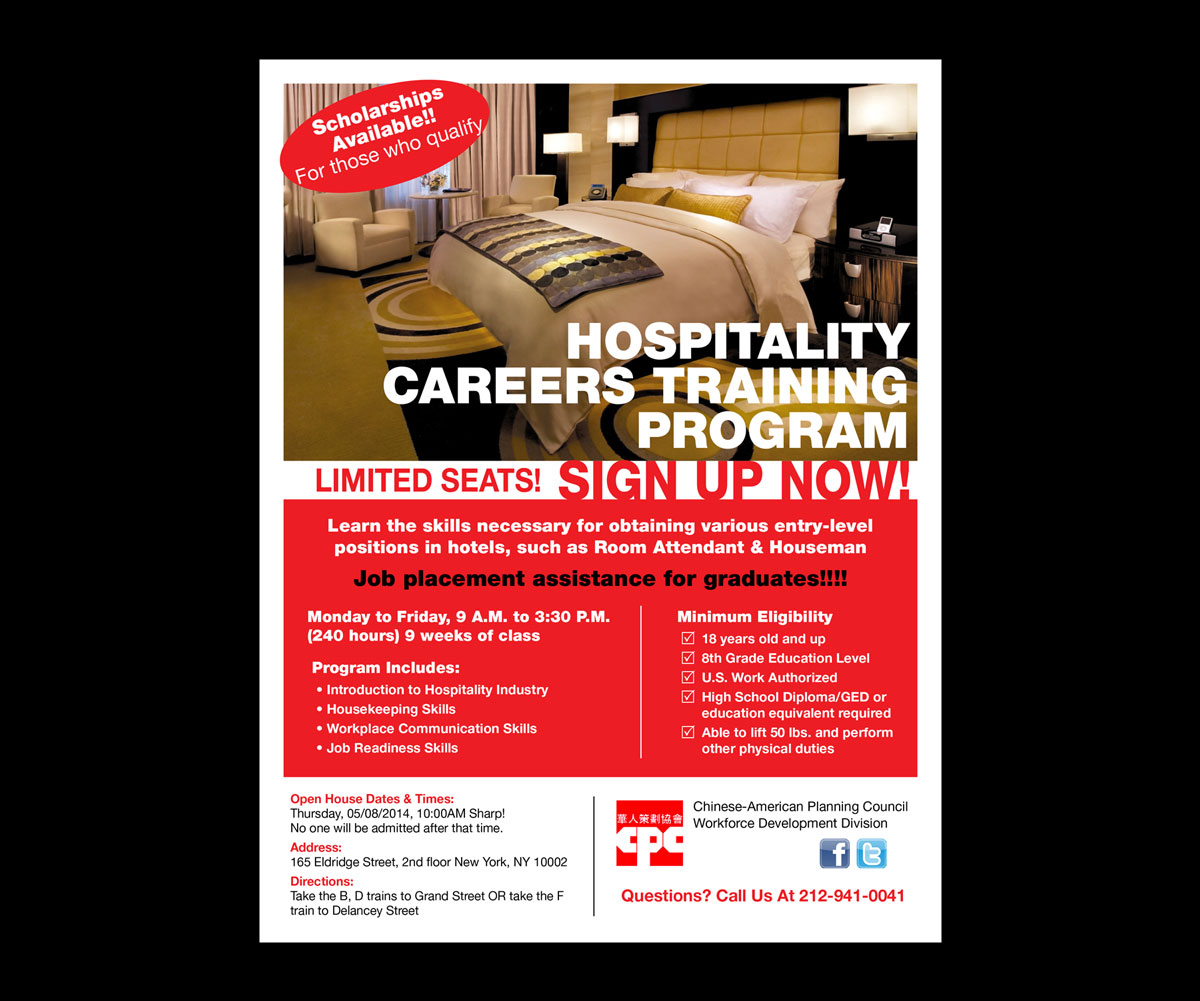 Scholarships
Available!!
For those who qualify
HOSPITALITY
CAREERS TRAINING
PROGRAM
LIMITED SEATS! SIGN UP NOW!
Learn the skills necessary for obtaining various entry-level
positions in hotels, such as Room Attendant & Houseman
Job placement assistance for graduates!!!!
Monday to Friday, 9 A.M. to 3:30 P.M.
(240 hours) 9 weeks of class
Program Includes:
• Introduction to Hospitality Industry
• Housekeeping Skills
• Workplace Communication Skills
• Job Readiness Skills
Minimum Eligibility
☑ 18 years old and up
☑ 8th Grade Education Level
☑ U.S. Work Authorized
☑ High School Diploma/GED or
education equivalent required
☑ Able to lift 50 lbs. and perform
other physical duties
Open House Dates & Times:
Thursday, 05/08/2014, 10:00AM Sharp!
No one will be admitted after that time.
Address:
165 Eldridge Street, 2nd floor New York, NY 10002
Directions:
Take the B, D trains to Grand Street OR take the F
train to Delancey Street
華人策劃協會
CPC
Chinese-American Planning Council
Workforce Development Division
f t
Questions? Call Us At 212-941-0041